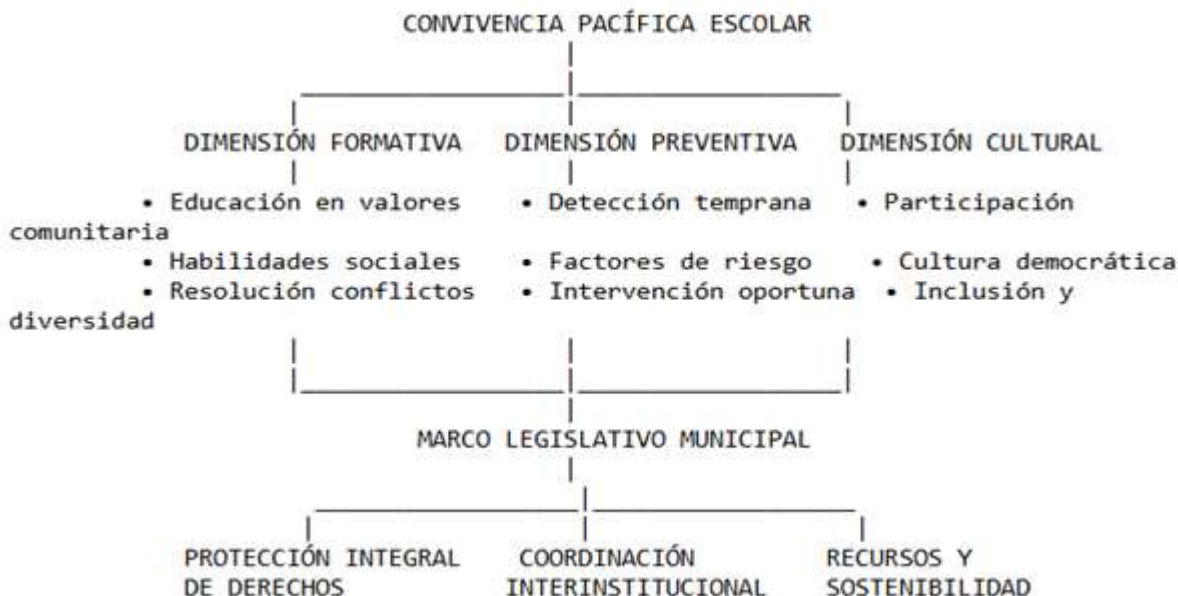 CONVIVENCIA PACÍFICA ESCOLAR
DIMENSIÓN FORMATIVA DIMENSIÓN PREVENTIVA DIMENSIÓN CULTURAL
• Educación en valores • Detección temprana • Participación
comunitaria
• Habilidades sociales • Factores de riesgo • Cultura democrática
• Resolución conflictos • Intervención oportuna • Inclusión y
diversidad
MARCO LEGISLATIVO MUNICIPAL
PROTECCIÓN INTEGRAL COORDINACIÓN RECURSOS Y
DE DERECHOS INTERINSTITUCIONAL SOSTENIBILIDAD